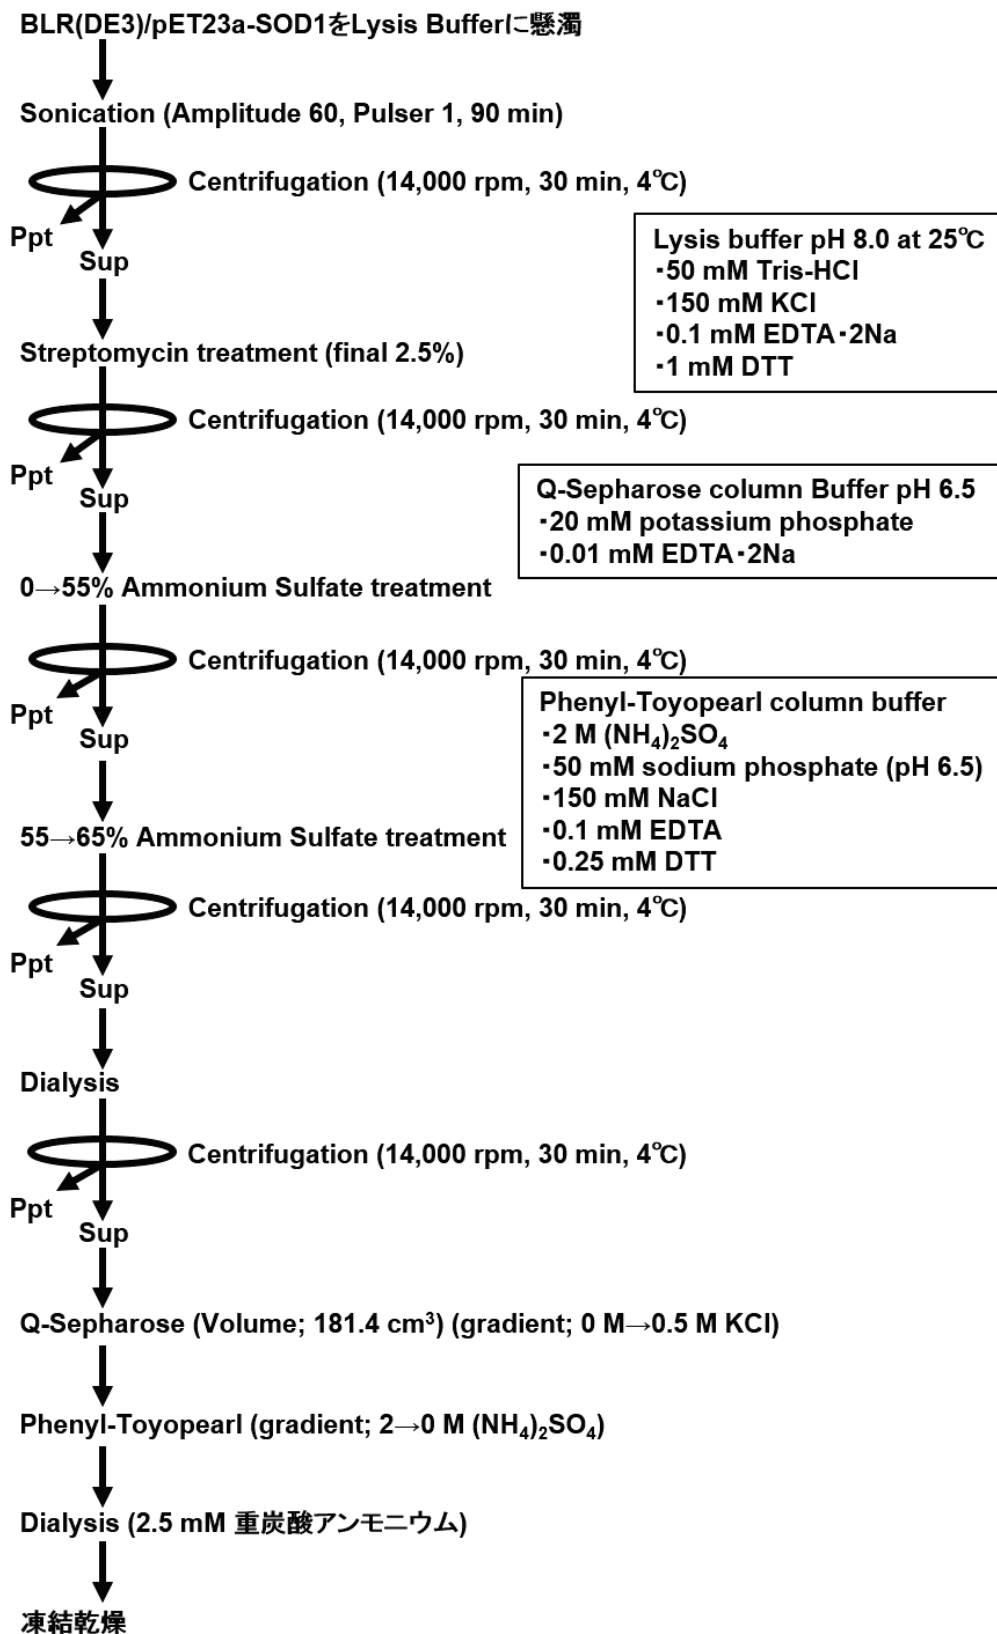 BLR(DE3)/pET23a-SOD1をLysis Bufferに懸濁
Sonication (Amplitude 60, Pulser 1, 90 min)
Centrifugation (14,000 rpm, 30 min, 4℃)
Ppt
Sup
Lysis buffer pH 8.0 at 25℃
・50 mM Tris-HCl
・150 mM KCl
・0.1 mM EDTA・2Na
・1 mM DTT
Streptomycin treatment (final 2.5%)
Centrifugation (14,000 rpm, 30 min, 4℃)
Ppt
Sup
Q-Sepharose column Buffer pH 6.5
・20 mM potassium phosphate
・0.01 mM EDTA・2Na
0→55% Ammonium Sulfate treatment
Centrifugation (14,000 rpm, 30 min, 4℃)
Ppt
Sup
Phenyl-Toyopearl column buffer
・2 M (NH₄)₂SO₄
・50 mM sodium phosphate (pH 6.5)
・150 mM NaCl
・0.1 mM EDTA
・0.25 mM DTT
55→65% Ammonium Sulfate treatment
Centrifugation (14,000 rpm, 30 min, 4℃)
Ppt
Sup
Dialysis
Centrifugation (14,000 rpm, 30 min, 4℃)
Ppt
Sup
Q-Sepharose (Volume; 181.4 cm³) (gradient; 0 M→0.5 M KCl)
Phenyl-Toyopearl (gradient; 2→0 M (NH₄)₂SO₄)
Dialysis (2.5 mM 重炭酸アンモニウム)
凍結乾燥